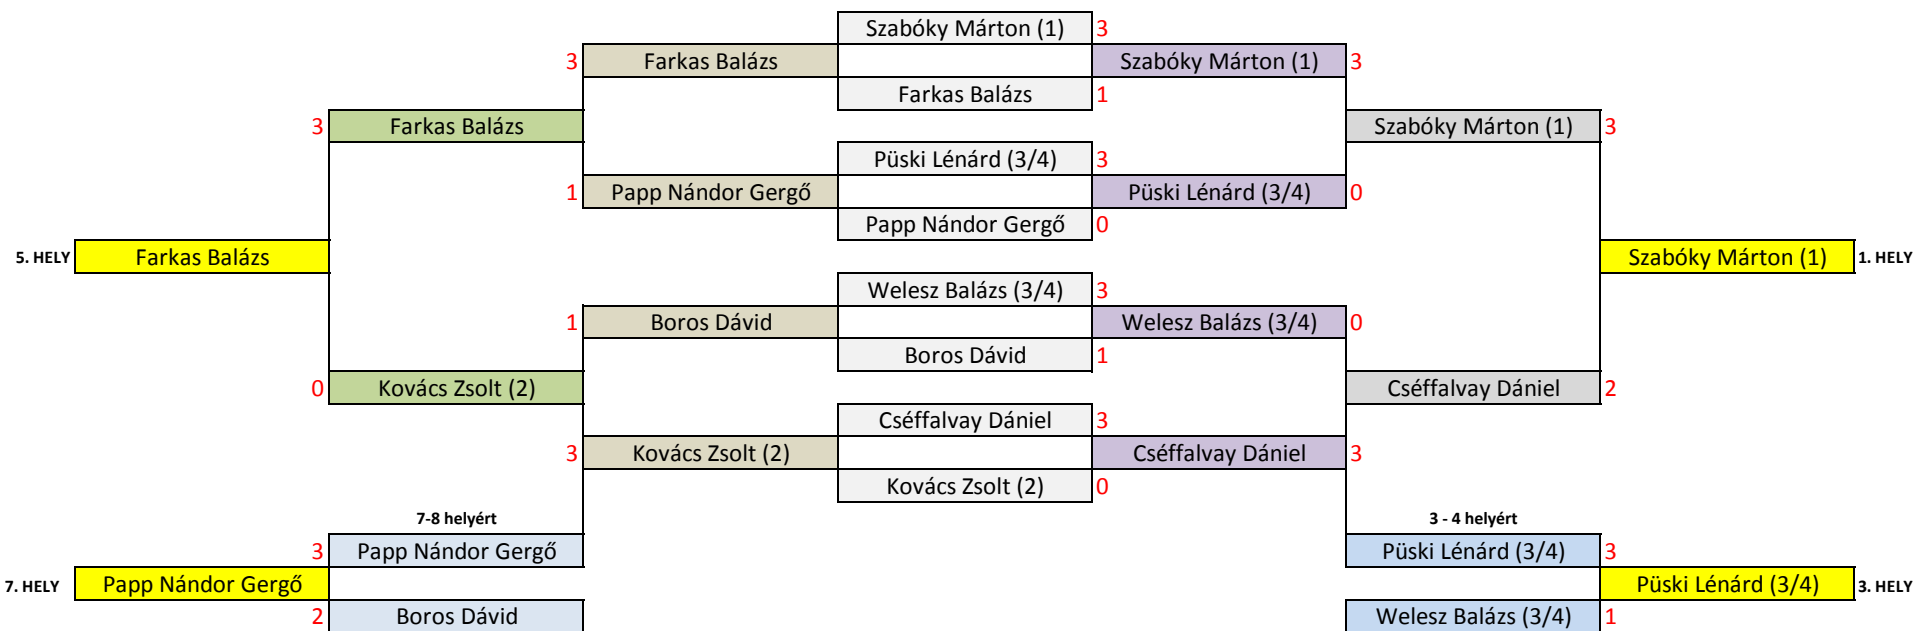 Szabóky Márton (1) 3
3 Farkas Balázs Szabóky Márton (1) 3
Farkas Balázs 1
3 Farkas Balázs Szabóky Márton (1) 3
Püski Lénárd (3/4) 3
1 Papp Nándor Gergő Püski Lénárd (3/4) 0
Papp Nándor Gergő 0
5. HELY Farkas Balázs Szabóky Márton (1) 1. HELY
Welesz Balázs (3/4) 3
1 Boros Dávid Welesz Balázs (3/4) 0
Boros Dávid 1
0 Kovács Zsolt (2) Cséffalvay Dániel 2
Cséffalvay Dániel 3
3 Kovács Zsolt (2) Cséffalvay Dániel 3
Kovács Zsolt (2) 0
7-8 helyért 3 - 4 helyért
3 Papp Nándor Gergő Püski Lénárd (3/4) 3
7. HELY Papp Nándor Gergő Püski Lénárd (3/4) 3. HELY
2 Boros Dávid Welesz Balázs (3/4) 1